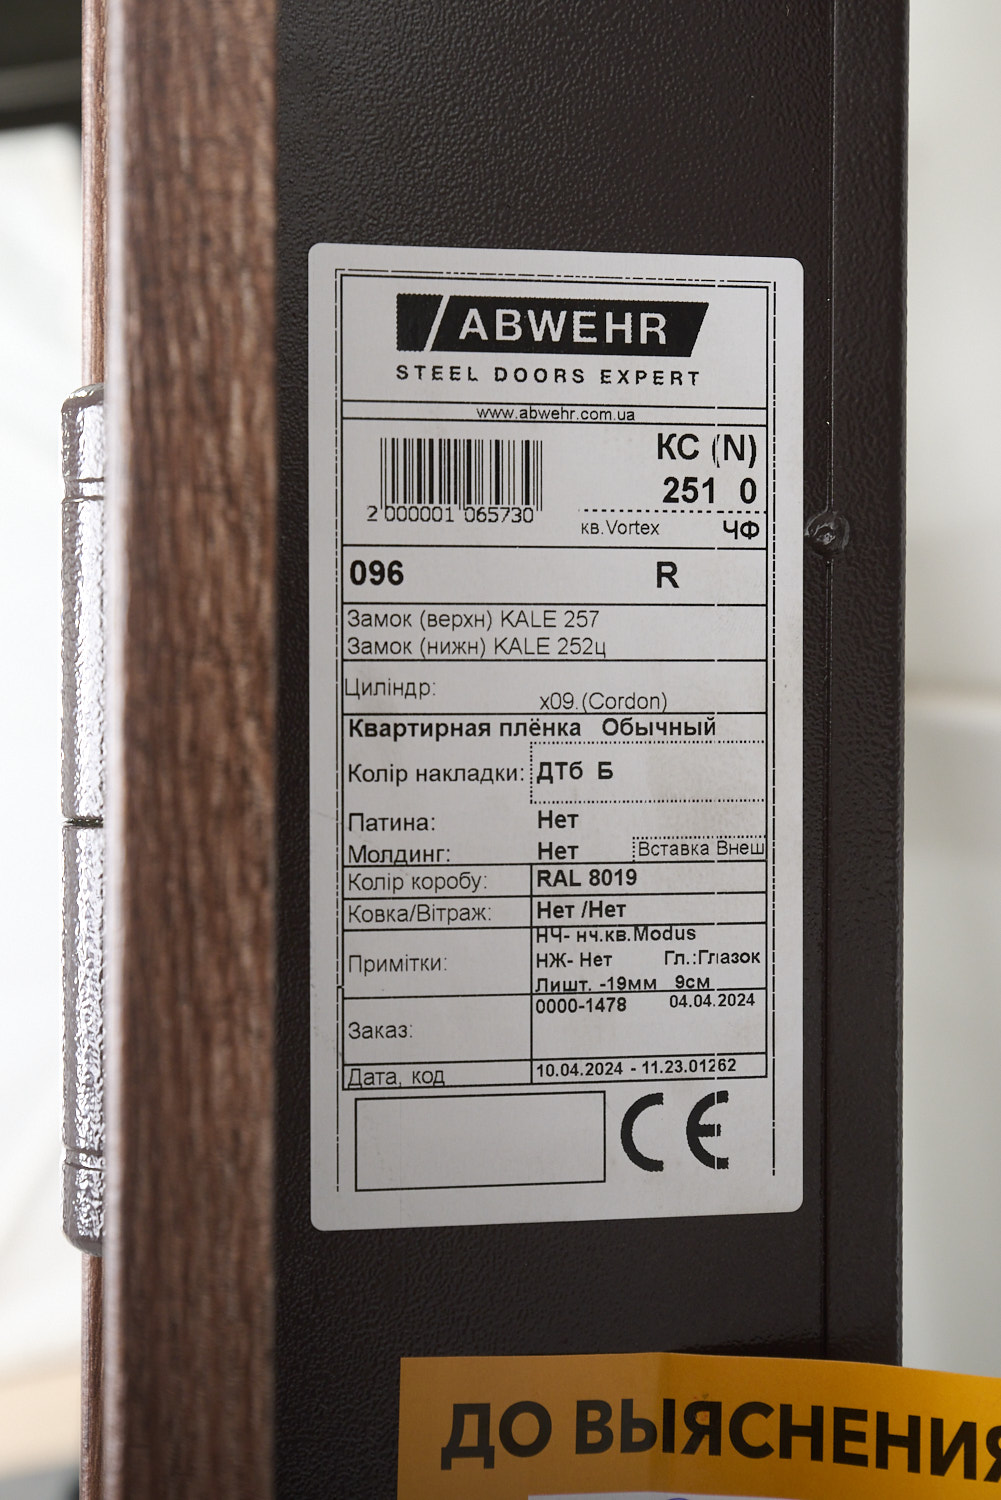 ABWEHR
STEEL DOORS EXPERT
www.abwehr.com.ua
КС (N)
251 0
2 000001 065730
кв.Vortex ЧФ
096 R
Замок (верхн) KALE 257
Замок (нижн) KALE 252ц
Циліндр: х09.(Cordon)
Квартирная плёнка Обычный
Колір накладки: ДТб Б
Патина: Нет
Молдинг: Нет Вставка Внеш
Колір коробу: RAL 8019
Ковка/Вітраж: Нет /Нет
Примітки: НЧ- нч.кв.Modus
НЖ- Нет Гл.:Глазок
Лишт. -19мм 9см
Заказ: 0000-1478 04.04.2024
Дата, код 10.04.2024 - 11.23.01262
CE
ДО ВЫЯСНЕНИЯ